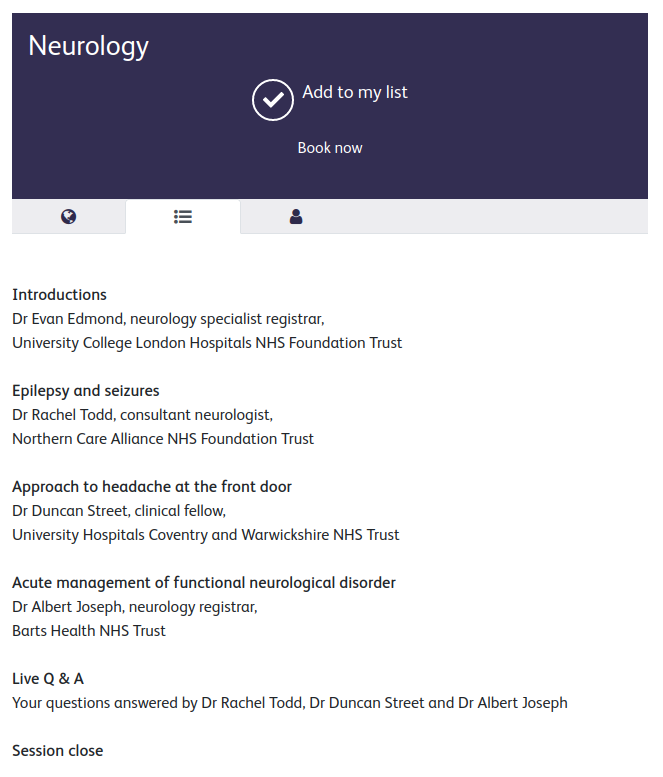 Neurology
Add to my list
Book now
Introductions
Dr Evan Edmond, neurology specialist registrar,
University College London Hospitals NHS Foundation Trust
Epilepsy and seizures
Dr Rachel Todd, consultant neurologist,
Northern Care Alliance NHS Foundation Trust
Approach to headache at the front door
Dr Duncan Street, clinical fellow,
University Hospitals Coventry and Warwickshire NHS Trust
Acute management of functional neurological disorder
Dr Albert Joseph, neurology registrar,
Barts Health NHS Trust
Live Q & A
Your questions answered by Dr Rachel Todd, Dr Duncan Street and Dr Albert Joseph
Session close